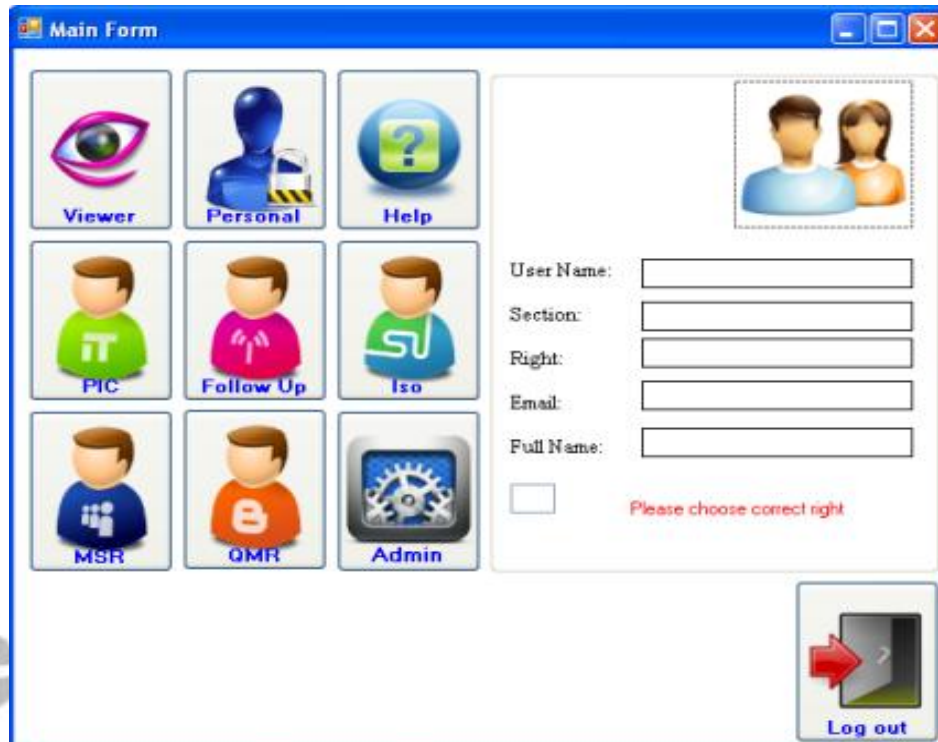 Main Form
Viewer Personal Help
PIC Follow Up Iso
MSR QMR Admin
User Name:
Section:
Right:
Email:
Full Name:
Please choose correct right
Log out